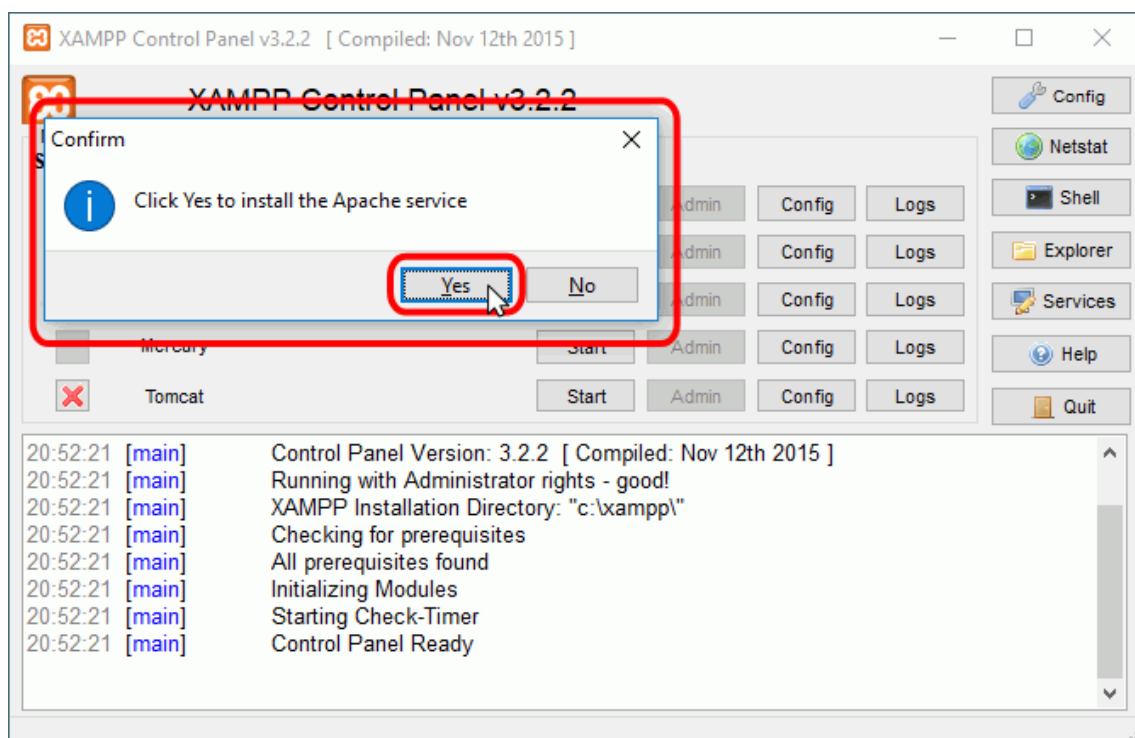 XAMPP Control Panel v3.2.2 [ Compiled: Nov 12th 2015 ]
XAMPP Control Panel v3.2.2
Config
Netstat
Shell
Explorer
Services
Help
Quit
Confirm
Click Yes to install the Apache service
Yes No
Admin Config Logs
Admin Config Logs
Admin Config Logs
Mercury Start Admin Config Logs
Tomcat Start Admin Config Logs
20:52:21 [main] Control Panel Version: 3.2.2 [ Compiled: Nov 12th 2015 ]
20:52:21 [main] Running with Administrator rights - good!
20:52:21 [main] XAMPP Installation Directory: "c:\xampp\"
20:52:21 [main] Checking for prerequisites
20:52:21 [main] All prerequisites found
20:52:21 [main] Initializing Modules
20:52:21 [main] Starting Check-Timer
20:52:21 [main] Control Panel Ready